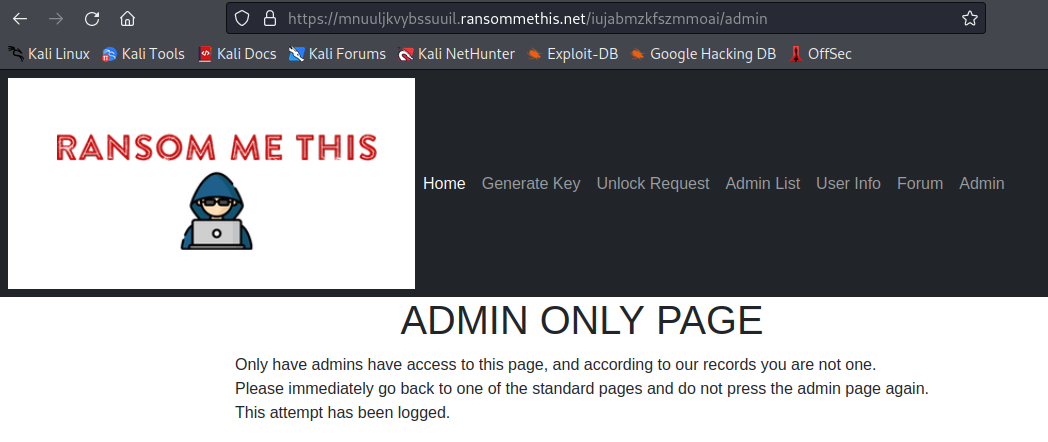 https://mnuuljkvybssuuil.ransommethis.net/iujabmzkfszmmoai/admin
Kali Linux Kali Tools Kali Docs Kali Forums Kali NetHunter Exploit-DB Google Hacking DB OffSec
RANSOM ME THIS
Home Generate Key Unlock Request Admin List User Info Forum Admin
ADMIN ONLY PAGE
Only have admins have access to this page, and according to our records you are not one.
Please immediately go back to one of the standard pages and do not press the admin page again.
This attempt has been logged.